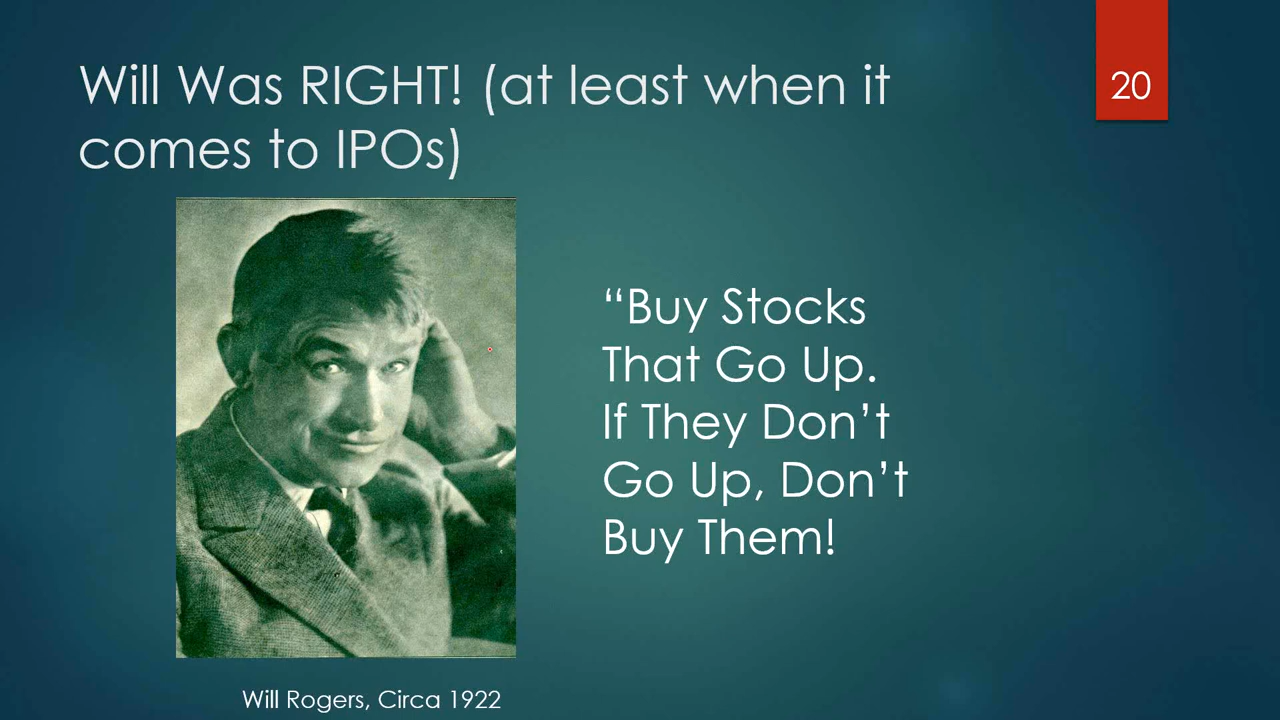 Will Was RIGHT! (at least when it
comes to IPOs)
20
“Buy Stocks
That Go Up.
If They Don’t
Go Up, Don’t
Buy Them!
Will Rogers, Circa 1922